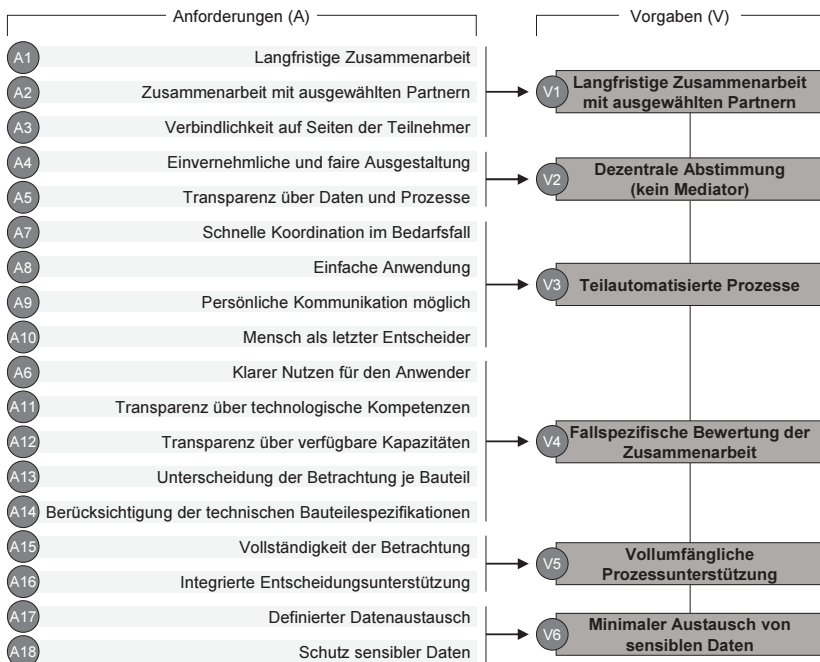 Anforderungen (A)
Vorgaben (V)
A1 Langfristige Zusammenarbeit
A2 Zusammenarbeit mit ausgewählten Partnern
A3 Verbindlichkeit auf Seiten der Teilnehmer
V1 Langfristige Zusammenarbeit
mit ausgewählten Partnern
A4 Einvernehmliche und faire Ausgestaltung
A5 Transparenz über Daten und Prozesse
V2 Dezentrale Abstimmung
(kein Mediator)
A7 Schnelle Koordination im Bedarfsfall
A8 Einfache Anwendung
A9 Persönliche Kommunikation möglich
A10 Mensch als letzter Entscheider
V3 Teilautomatisierte Prozesse
A6 Klarer Nutzen für den Anwender
A11 Transparenz über technologische Kompetenzen
A12 Transparenz über verfügbare Kapazitäten
A13 Unterscheidung der Betrachtung je Bauteil
A14 Berücksichtigung der technischen Bauteilespezifikationen
V4 Fallspezifische Bewertung der
Zusammenarbeit
A15 Vollständigkeit der Betrachtung
A16 Integrierte Entscheidungsunterstützung
V5 Vollumfängliche
Prozessunterstützung
A17 Definierter Datenaustausch
A18 Schutz sensibler Daten
V6 Minimaler Austausch von
sensiblen Daten